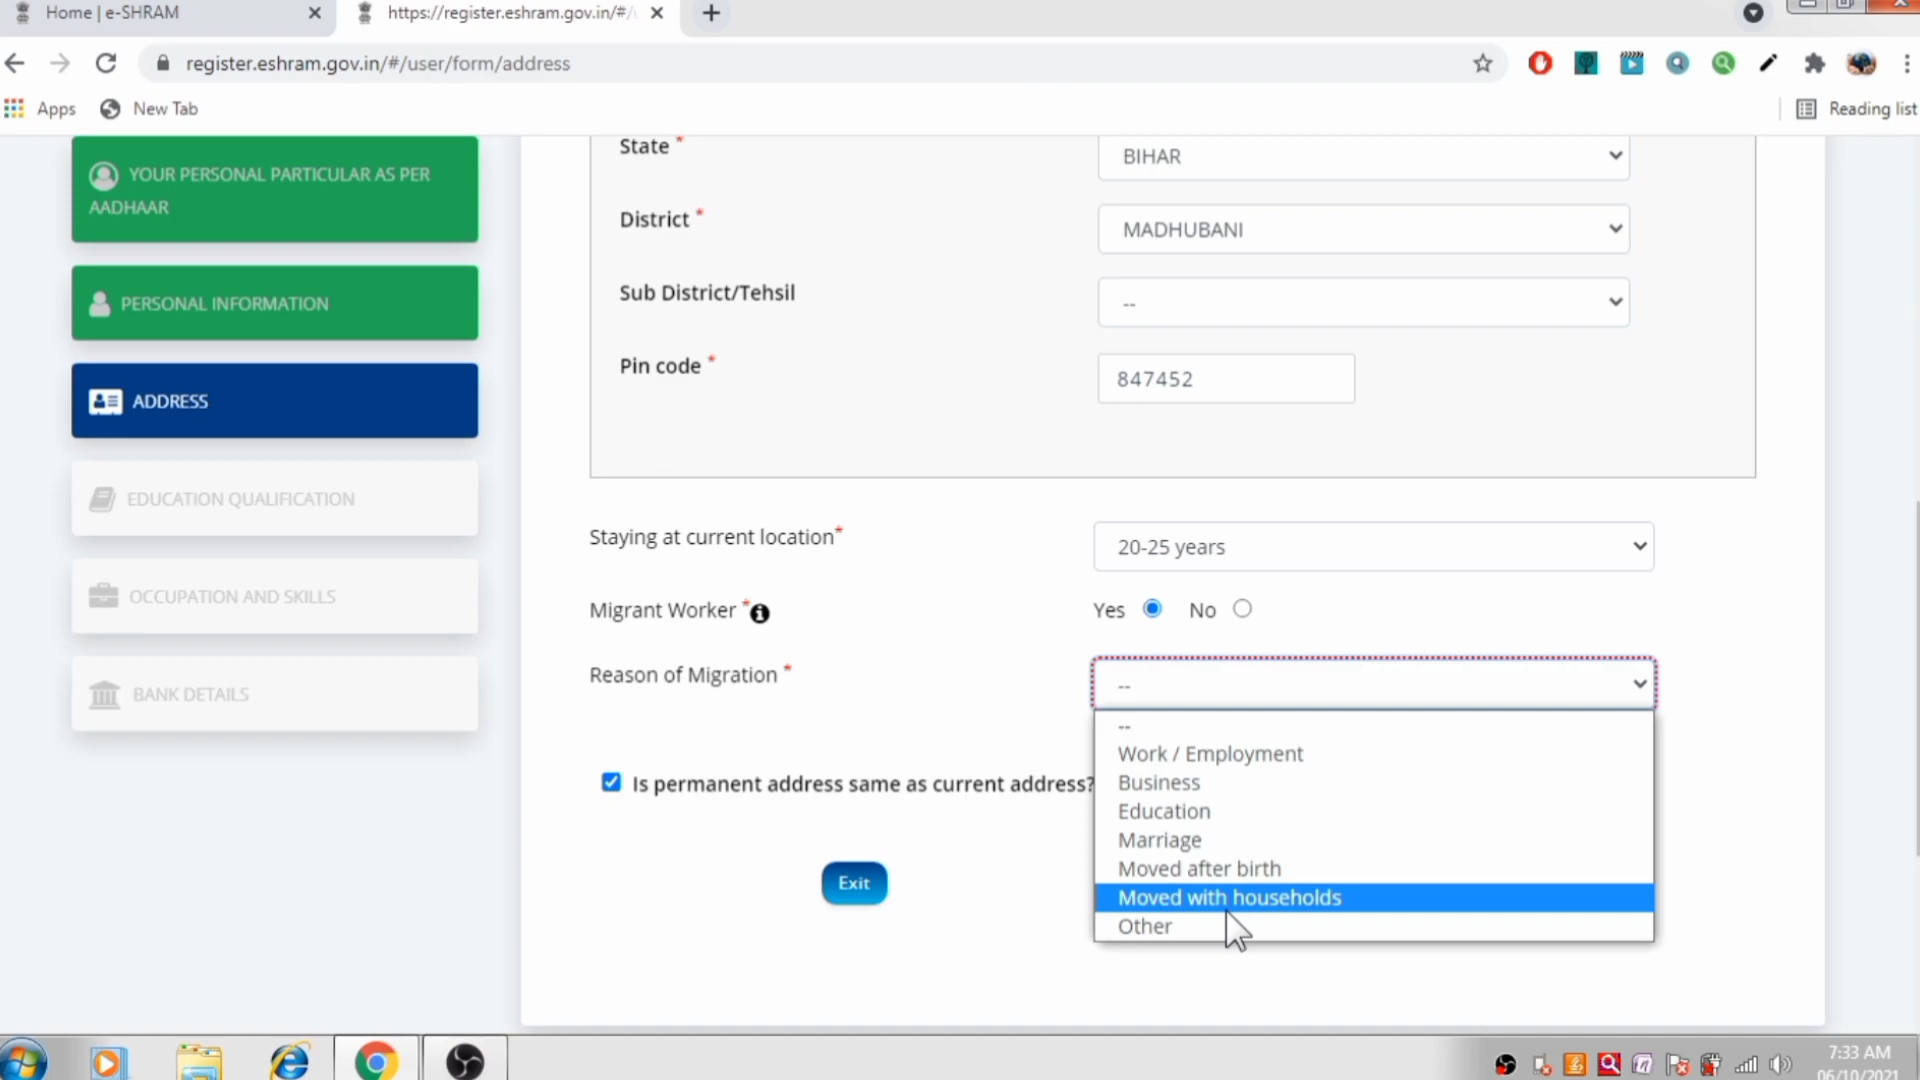 Home | e-SHRAM
https://register.eshram.gov.in/#/
register.eshram.gov.in/#/user/form/address
Apps
New Tab
Reading list
YOUR PERSONAL PARTICULAR AS PER AADHAAR
PERSONAL INFORMATION
ADDRESS
EDUCATION QUALIFICATION
OCCUPATION AND SKILLS
BANK DETAILS
State *
BIHAR
District *
MADHUBANI
Sub District/Tehsil
--
Pin code *
847452
Staying at current location*
20-25 years
Migrant Worker *
Yes
No
Reason of Migration *
--
--
Work / Employment
Business
Education
Marriage
Moved after birth
Moved with households
Other
Is permanent address same as current address?
Exit
7:33 AM
06/10/2021